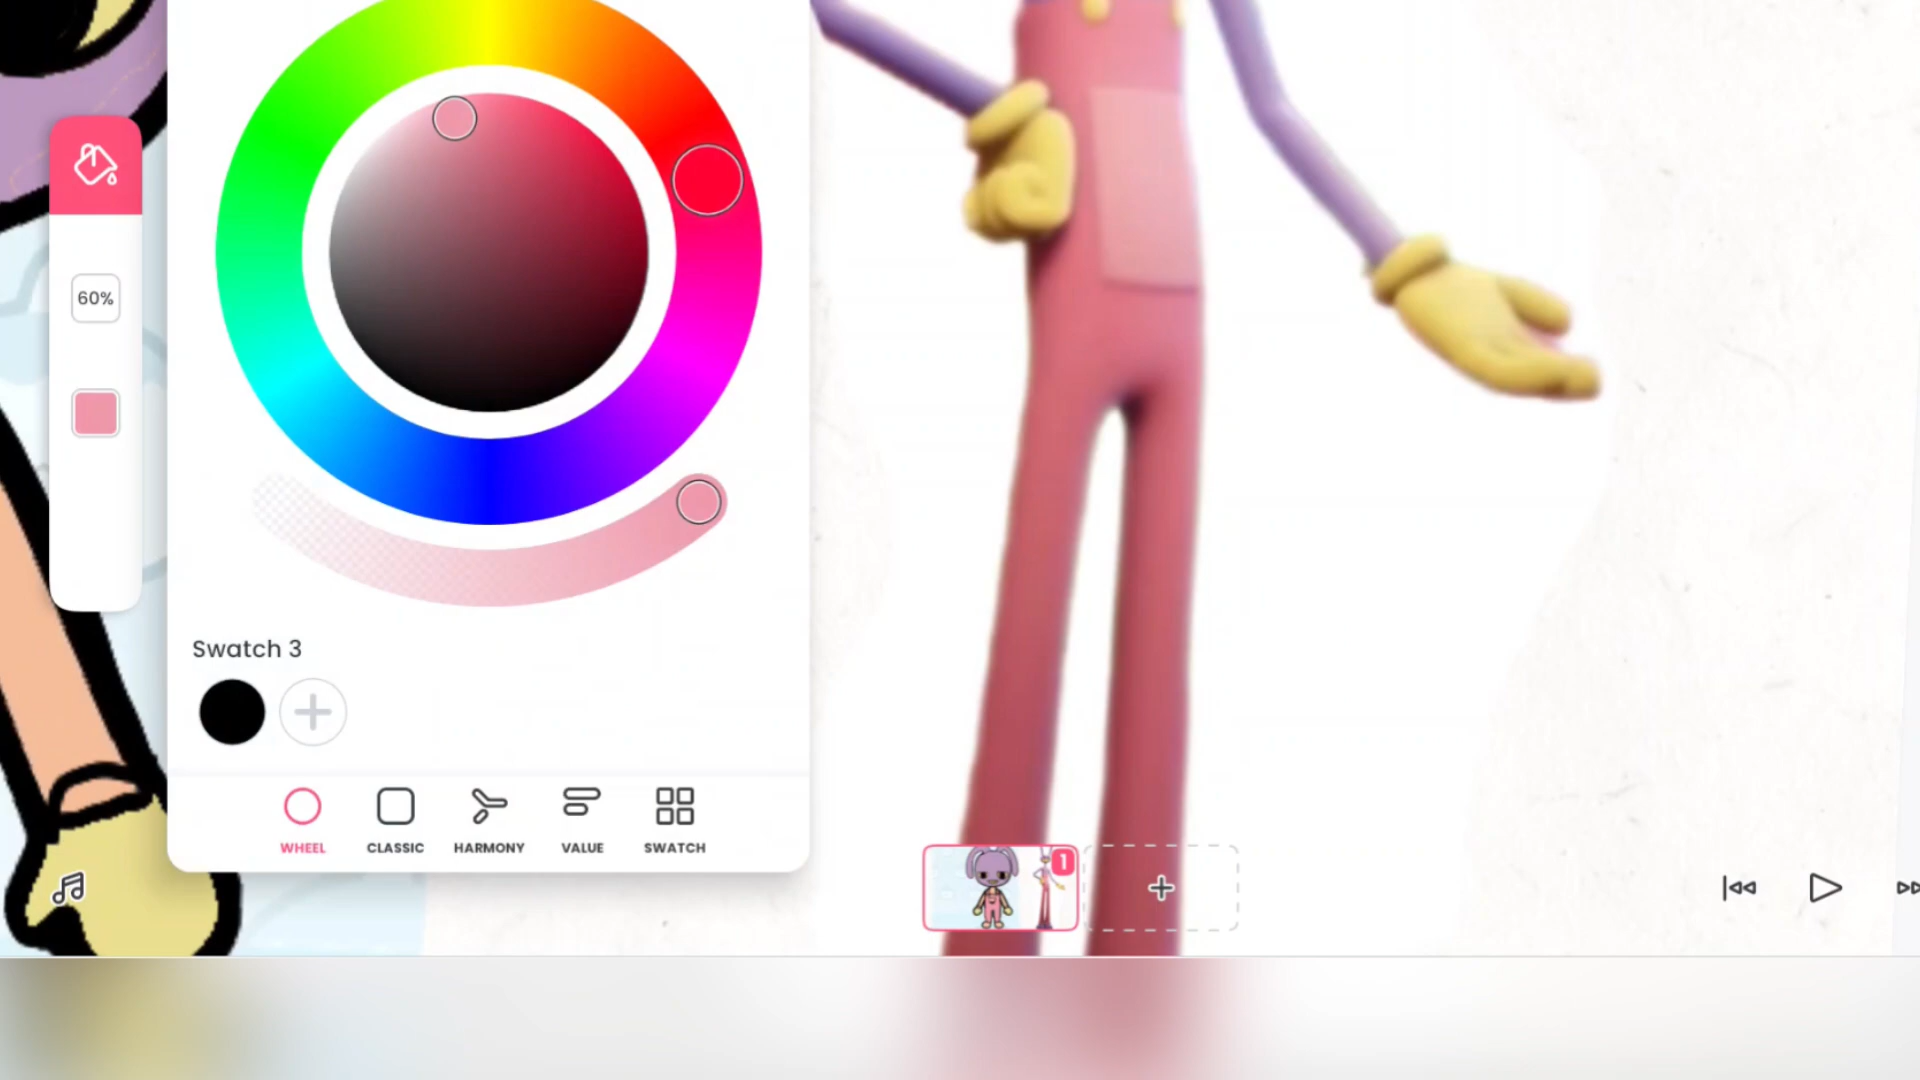 60%
Swatch 3
WHEEL
CLASSIC
HARMONY
VALUE
SWATCH
1